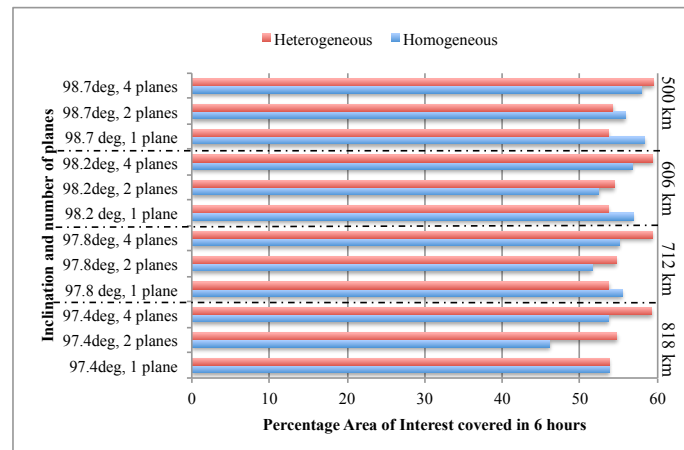 Heterogeneous Homogeneous
Inclination and number of planes
98.7deg, 4 planes
98.7deg, 2 planes
98.7 deg, 1 plane
98.2deg, 4 planes
98.2deg, 2 planes
98.2 deg, 1 plane
97.8deg, 4 planes
97.8deg, 2 planes
97.8 deg, 1 plane
97.4deg, 4 planes
97.4deg, 2 planes
97.4deg, 1 plane
500 km
606 km
712 km
818 km
0 10 20 30 40 50 60
Percentage Area of Interest covered in 6 hours